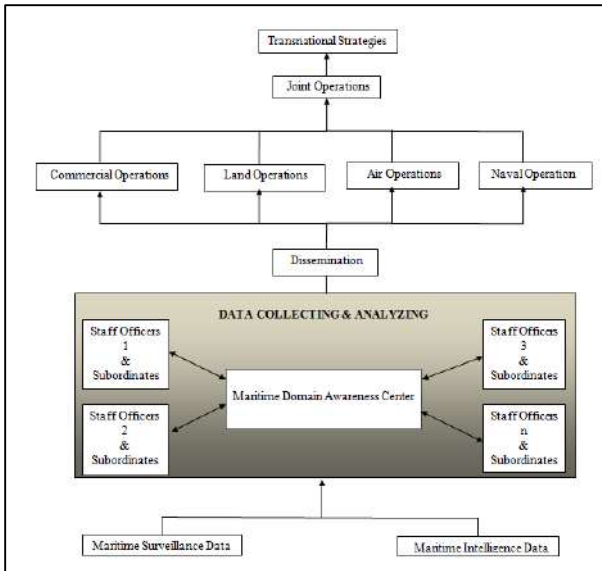 Transnational Strategies
Joint Operations
Commercial Operations
Land Operations
Air Operations
Naval Operation
Dissemination
DATA COLLECTING & ANALYZING
Staff Officers
1
&
Subordinates
Staff Officers
3
&
Subordinates
Maritime Domain Awareness Center
Staff Officers
2
&
Subordinates
Staff Officers
n
&
Subordinates
Maritime Surveillance Data
Maritime Intelligence Data